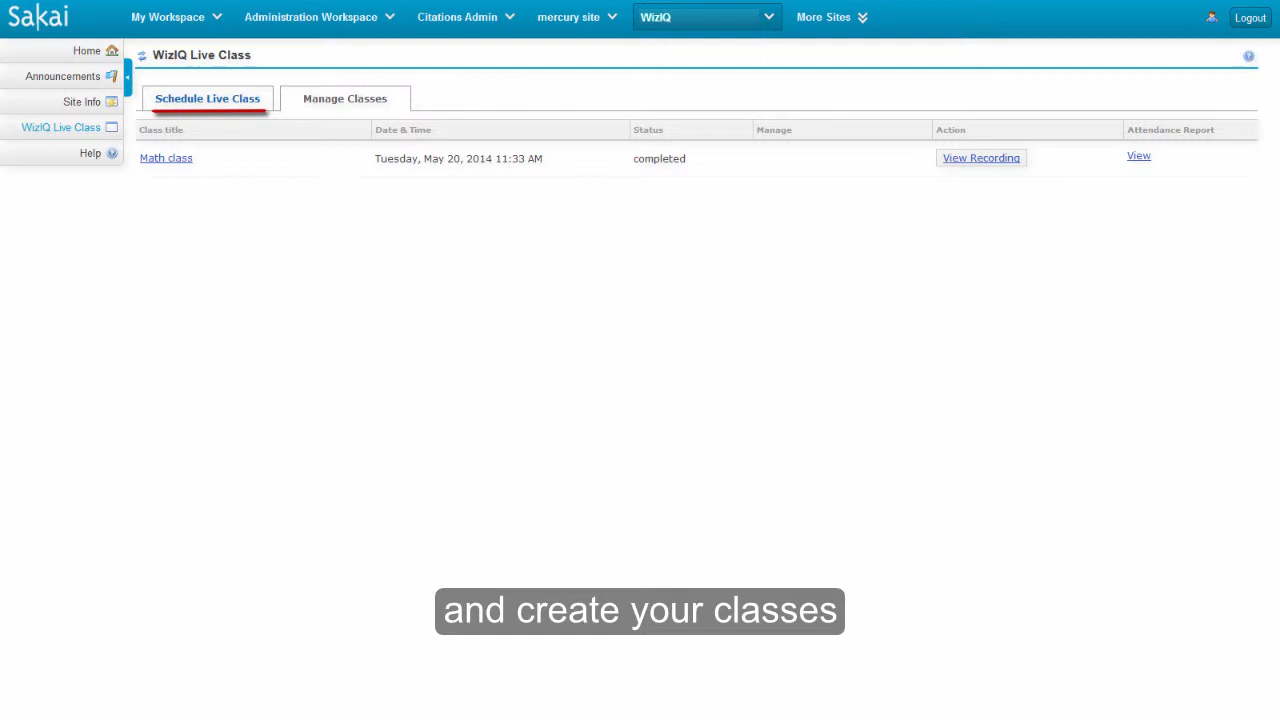 Sakai
My Workspace
Administration Workspace
Citations Admin
mercury site
WizIQ
More Sites
Logout
Home
Announcements
Site Info
WizIQ Live Class
Help
WizIQ Live Class
Schedule Live Class
Manage Classes
Class title
Date & Time
Status
Manage
Action
Attendance Report
Math class
Tuesday, May 20, 2014 11:33 AM
completed
View Recording
View
and create your classes